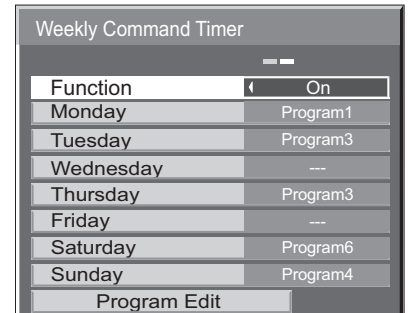 Weekly Command Timer
Function On
Monday Program1
Tuesday Program3
Wednesday ---
Thursday Program3
Friday ---
Saturday Program6
Sunday Program4
Program Edit